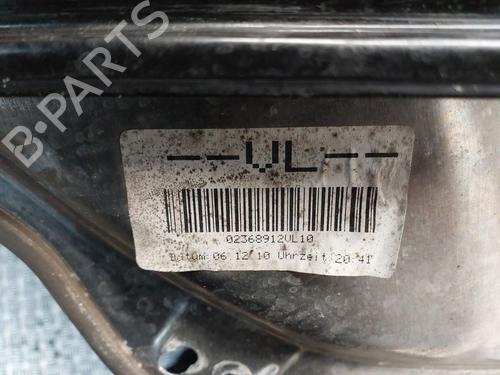 B-PARTS
--VL--
02368912VL10
Datum:06.12.10 Uhrzeit:20:41